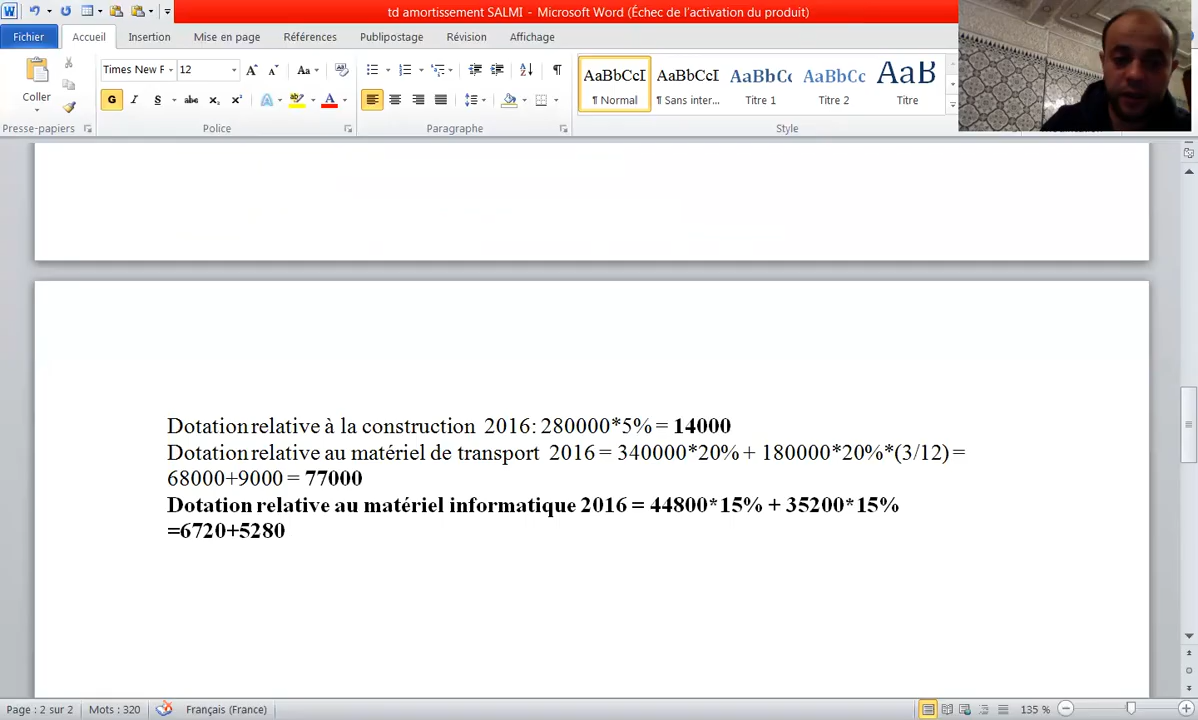 td amortissement SALMI - Microsoft Word (Échec de l'activation du produit)
Fichier Accueil Insertion Mise en page Références Publipostage Révision Affichage
Times New F 12
Coller
AaBbCcI AaBbCcI AaBbCc AaBbCc AaB
¶ Normal ¶ Sans inter... Titre 1 Titre 2 Titre
Presse-papiers Police Paragraphe Style
Dotation relative à la construction 2016: 280000*5% = 14000
Dotation relative au matériel de transport 2016 = 340000*20% + 180000*20%*(3/12) =
68000+9000 = 77000
Dotation relative au matériel informatique 2016 = 44800*15% + 35200*15%
=6720+5280
Page : 2 sur 2 Mots : 320 Français (France) 135 %